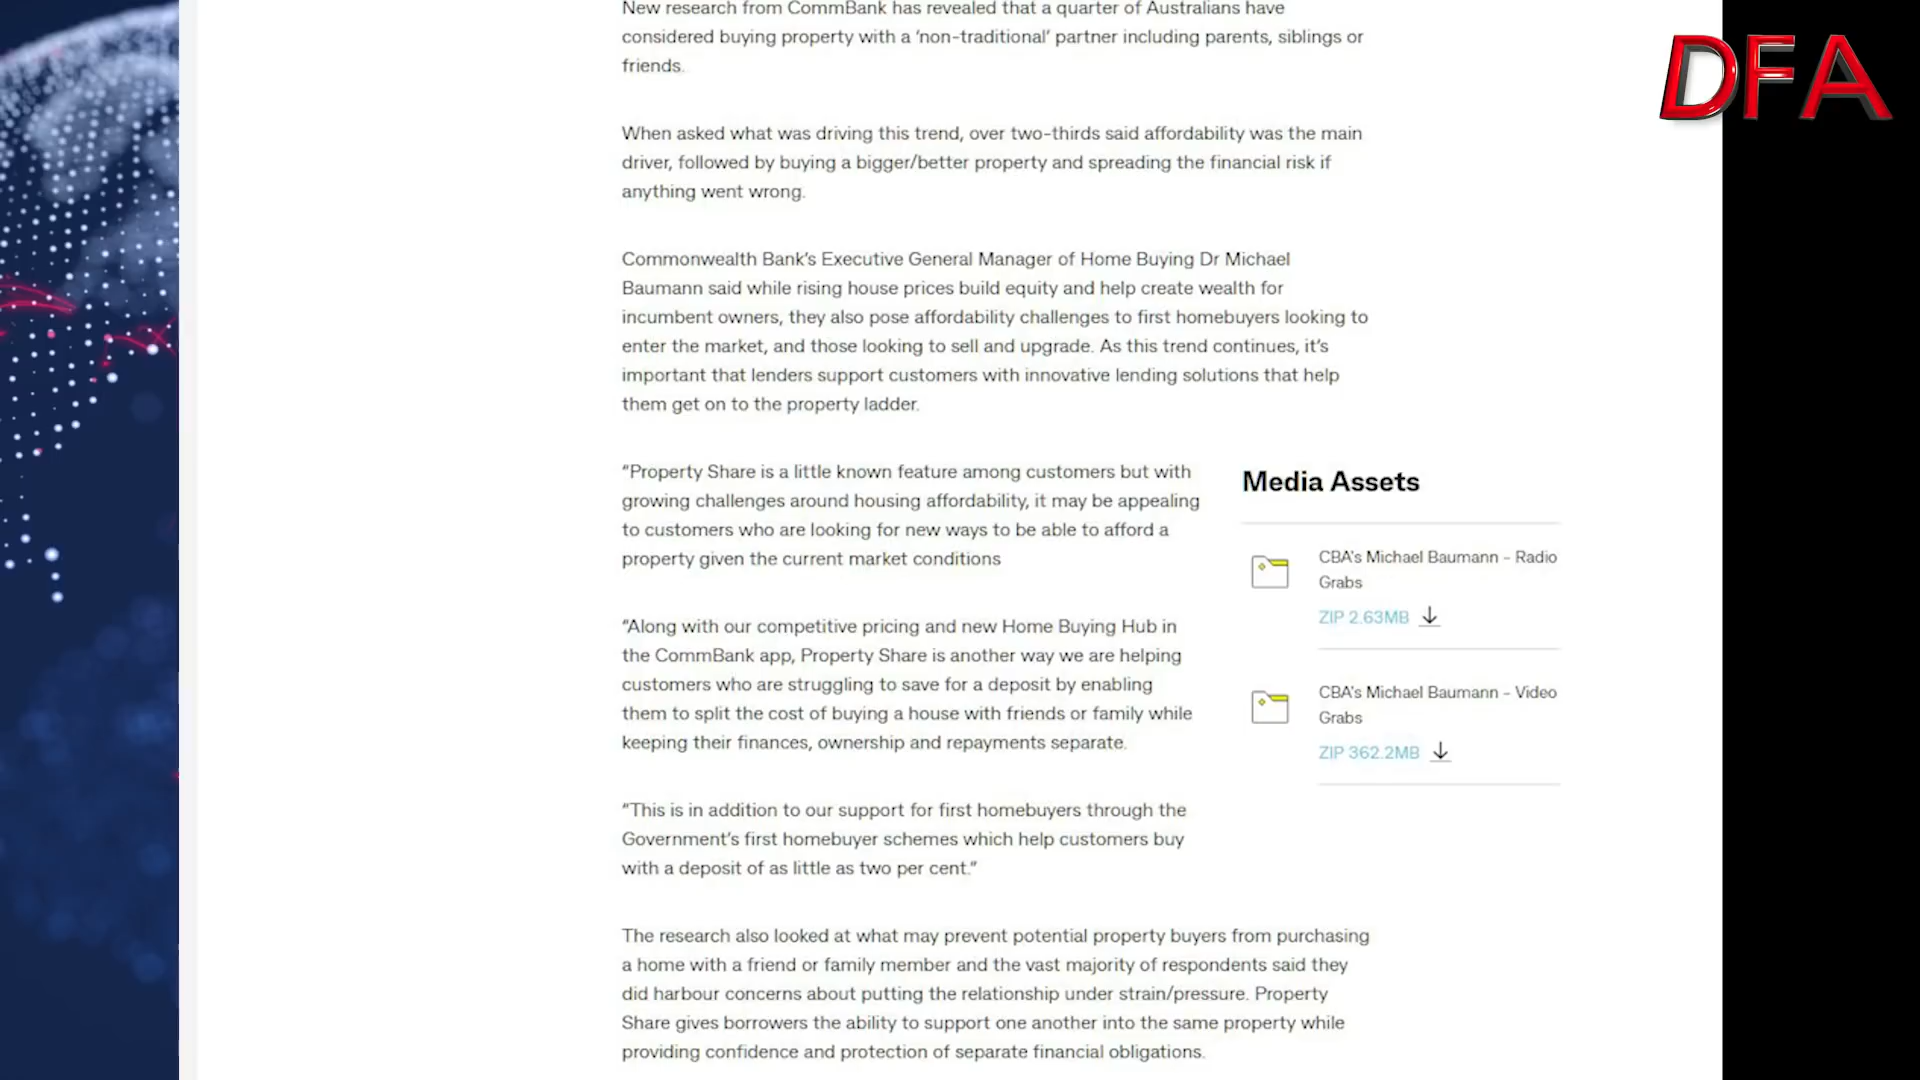 New research from CommBank has revealed that a quarter of Australians have
considered buying property with a ‘non-traditional’ partner including parents, siblings or
friends.
When asked what was driving this trend, over two-thirds said affordability was the main
driver, followed by buying a bigger/better property and spreading the financial risk if
anything went wrong.
Commonwealth Bank’s Executive General Manager of Home Buying Dr Michael
Baumann said while rising house prices build equity and help create wealth for
incumbent owners, they also pose affordability challenges to first homebuyers looking to
enter the market, and those looking to sell and upgrade. As this trend continues, it’s
important that lenders support customers with innovative lending solutions that help
them get on to the property ladder.
“Property Share is a little known feature among customers but with
growing challenges around housing affordability, it may be appealing
to customers who are looking for new ways to be able to afford a
property given the current market conditions
“Along with our competitive pricing and new Home Buying Hub in
the CommBank app, Property Share is another way we are helping
customers who are struggling to save for a deposit by enabling
them to split the cost of buying a house with friends or family while
keeping their finances, ownership and repayments separate.
“This is in addition to our support for first homebuyers through the
Government’s first homebuyer schemes which help customers buy
with a deposit of as little as two per cent.”
The research also looked at what may prevent potential property buyers from purchasing
a home with a friend or family member and the vast majority of respondents said they
did harbour concerns about putting the relationship under strain/pressure. Property
Share gives borrowers the ability to support one another into the same property while
providing confidence and protection of separate financial obligations.
Media Assets
CBA's Michael Baumann - Radio
Grabs
ZIP 2.63MB
CBA's Michael Baumann - Video
Grabs
ZIP 362.2MB
DFA